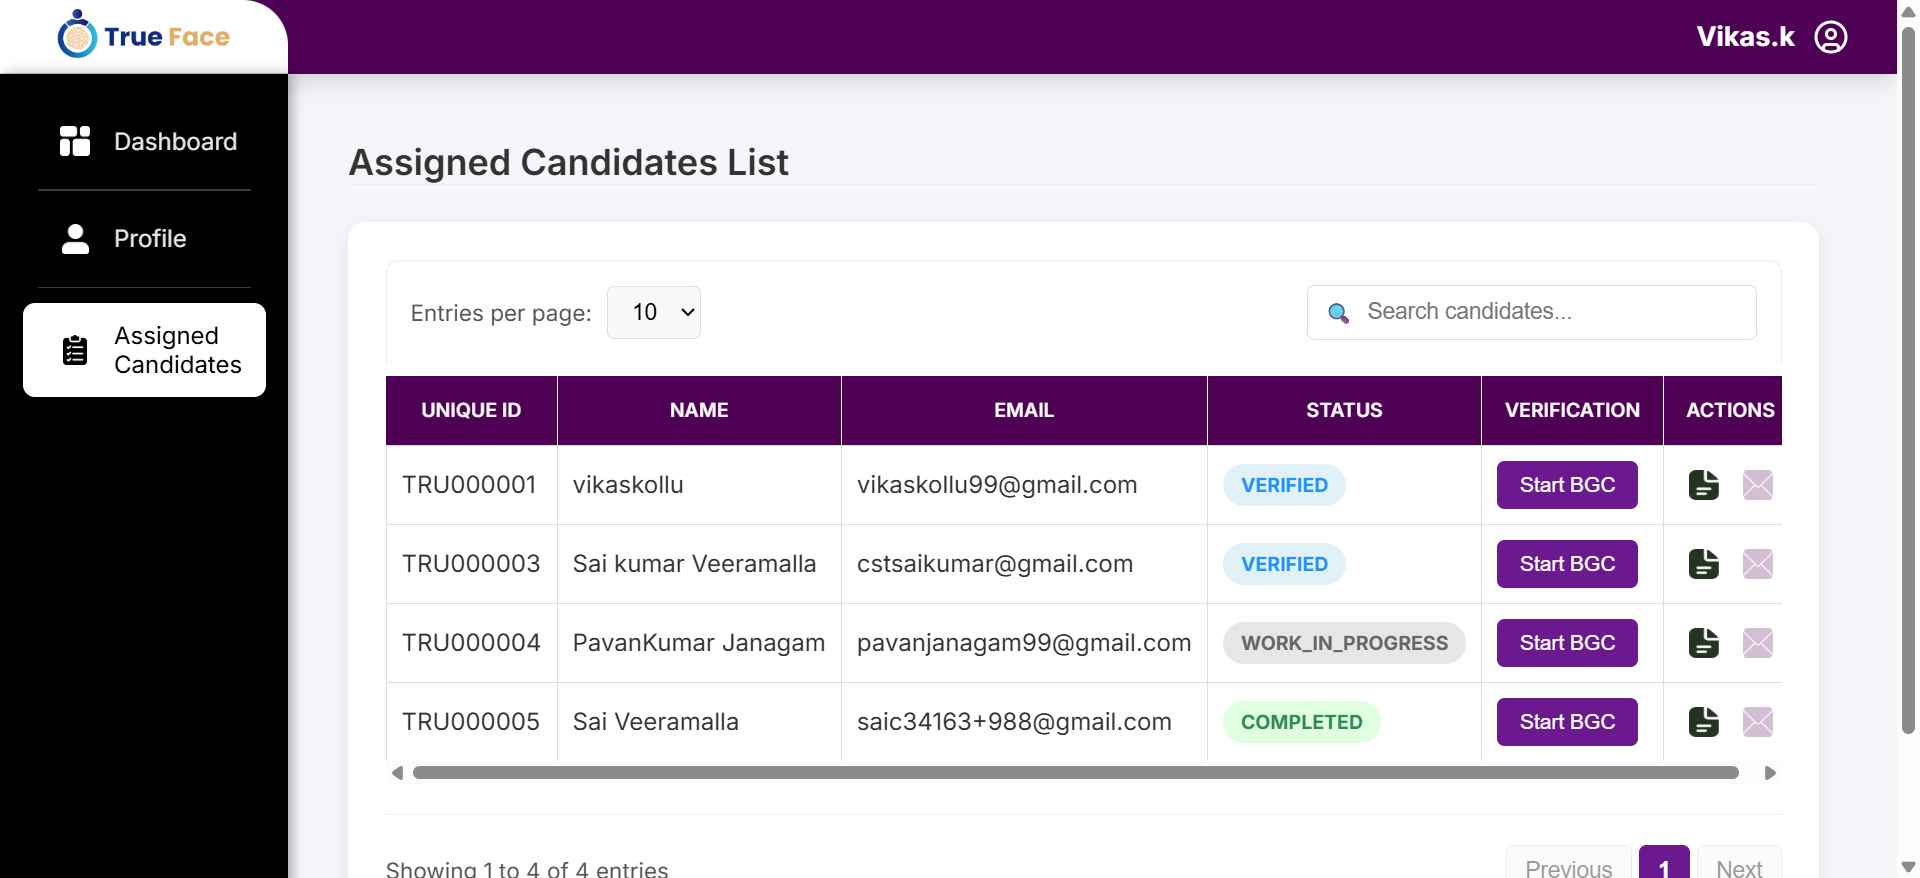 True Face
Vikas.k
Dashboard
Profile
Assigned
Candidates
Assigned Candidates List
Entries per page: 10
Search candidates...
UNIQUE ID NAME EMAIL STATUS VERIFICATION ACTIONS
TRU000001 vikaskollu vikaskollu99@gmail.com VERIFIED Start BGC
TRU000003 Sai kumar Veeramalla cstsaikumar@gmail.com VERIFIED Start BGC
TRU000004 PavanKumar Janagam pavanjanagam99@gmail.com WORK_IN_PROGRESS Start BGC
TRU000005 Sai Veeramalla saic34163+988@gmail.com COMPLETED Start BGC
Showing 1 to 4 of 4 entries
Previous 1 Next